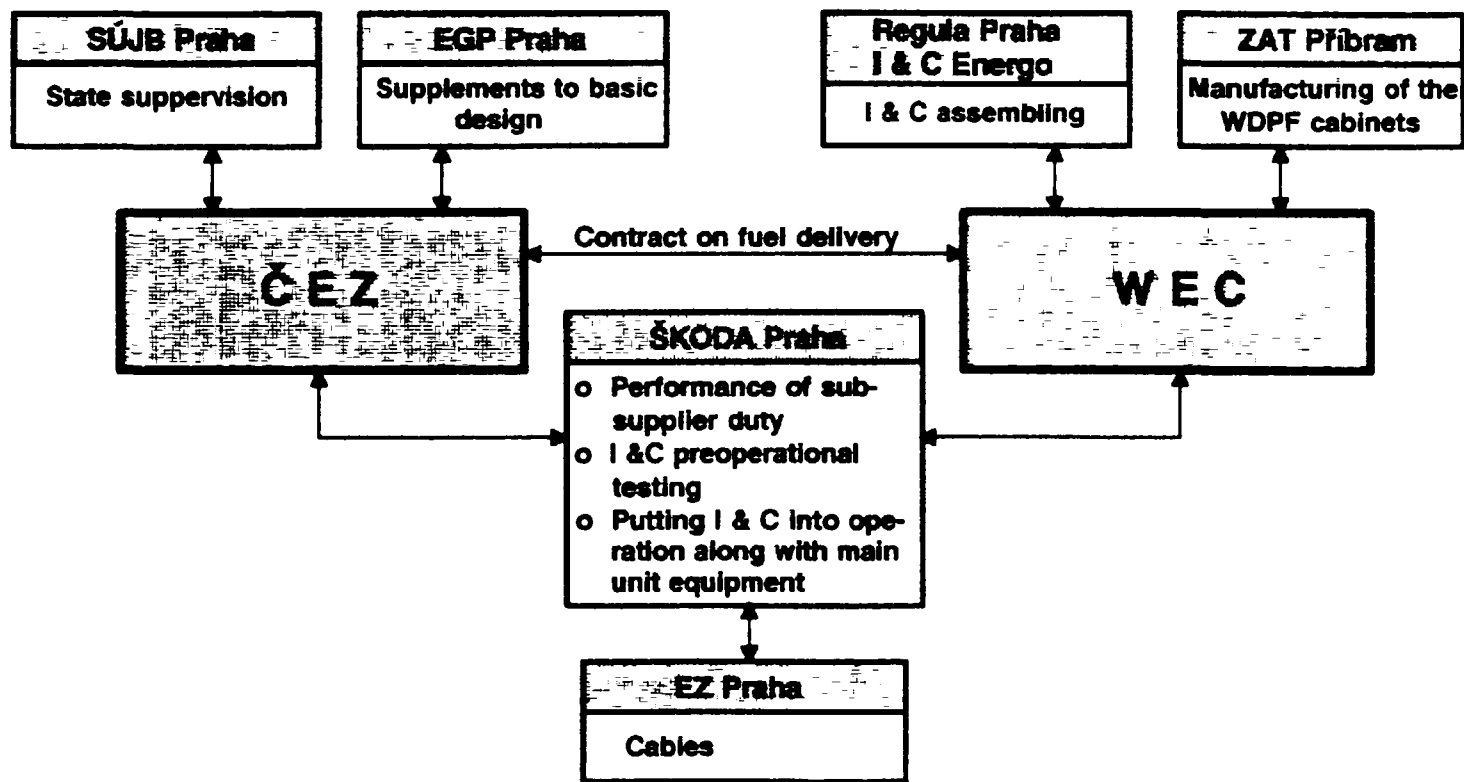 SÚJB Praha
State suppervision
EGP Praha
Supplements to basic
design
Regula Praha
I & C Energo
I & C assembling
ZAT Příbram
Manufacturing of the
WDPF cabinets
ČEZ
Contract on fuel delivery
WEC
ŠKODA Praha
o Performance of sub-
supplier duty
o I &C preoperational
testing
o Putting I & C into ope-
ration along with main
unit equipment
EZ Praha
Cables